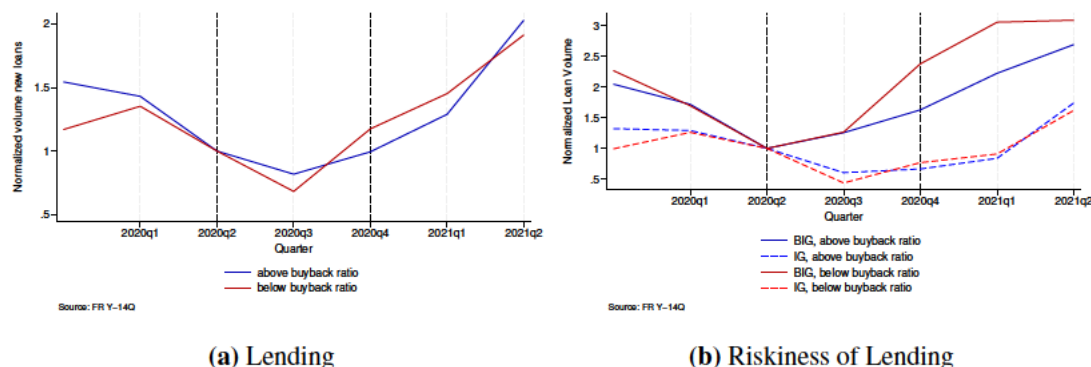 Normalized volume new loans
2
1.5
1
.5
2020q1 2020q2 2020q3 2020q4 2021q1 2021q2
Quarter
above buyback ratio
below buyback ratio
Source: FR Y-14Q
(a) Lending
Normalized Loan Volume
3
2.5
2
1.5
1
.5
2020q1 2020q2 2020q3 2020q4 2021q1 2021q2
Quarter
BIG, above buyback ratio
IG, above buyback ratio
BIG, below buyback ratio
IG, below buyback ratio
Source: FR Y-14Q
(b) Riskiness of Lending